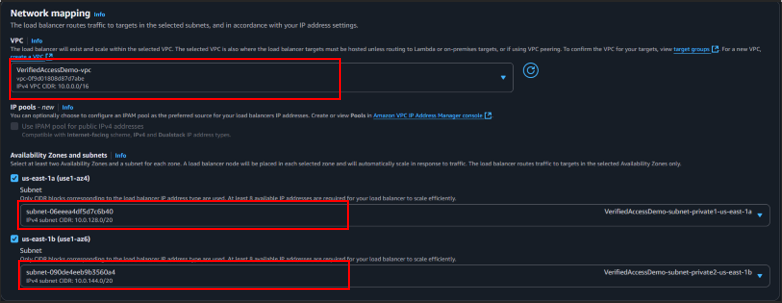 Network mapping Info
The load balancer routes traffic to targets in the selected subnets, and in accordance with your IP address settings.
VPC | Info
The load balancer will exist and scale within the selected VPC. The selected VPC is also where the load balancer targets must be hosted unless routing to Lambda or on-premises targets, or if using VPC peering. To confirm the VPC for your targets, view target groups. For a new VPC,
create a VPC
VerifiedAccessDemo-vpc
IPv4 VPC CIDR: 10.0.0.0/16
IP pools - new | Info
You can optionally choose to configure an IPAM pool as the preferred source for your load balancers IP addresses. Create or view Pools in Amazon VPC IP Address Manager console
Use IPAM pool for public IPv4 addresses
Compatible with Internet-facing scheme, IPv4 and Dualstack IP address types.
Availability Zones and subnets | Info
Select at least two Availability Zones and a subnet for each zone. A load balancer node will be placed in each selected zone and will automatically scale in response to traffic. The load balancer routes traffic to targets in the selected Availability Zones only.
us-east-1a (use1-az4)
Subnet
Only CIDR blocks corresponding to the load balancer IP address type are used. At least 8 available IP addresses are required for your load balancer to scale efficiently.
subnet-06eeea4df5d7c6b40 VerifiedAccessDemo-subnet-private1-us-east-1a
IPv4 subnet CIDR: 10.0.128.0/20
us-east-1b (use1-az6)
Subnet
Only CIDR blocks corresponding to the load balancer IP address type are used. At least 8 available IP addresses are required for your load balancer to scale efficiently.
subnet-090de4eeb9b3560a4 VerifiedAccessDemo-subnet-private2-us-east-1b
IPv4 subnet CIDR: 10.0.144.0/20